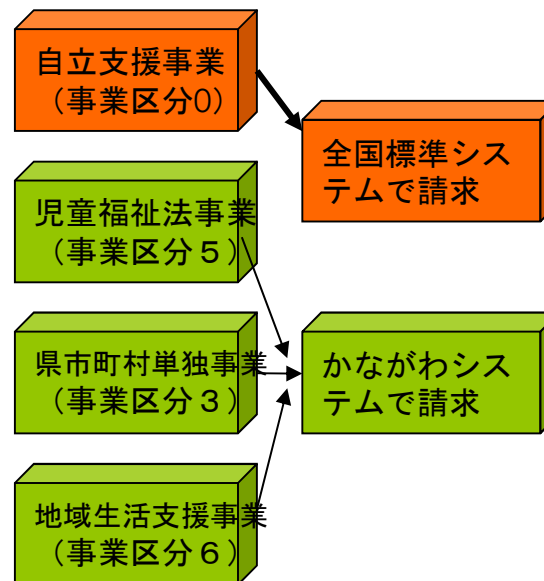 自立支援事業
（事業区分0）
全国標準シス
テムで請求
児童福祉法事業
（事業区分５）
県市町村単独事業
（事業区分３）
かながわシス
テムで請求
地域生活支援事業
（事業区分６）